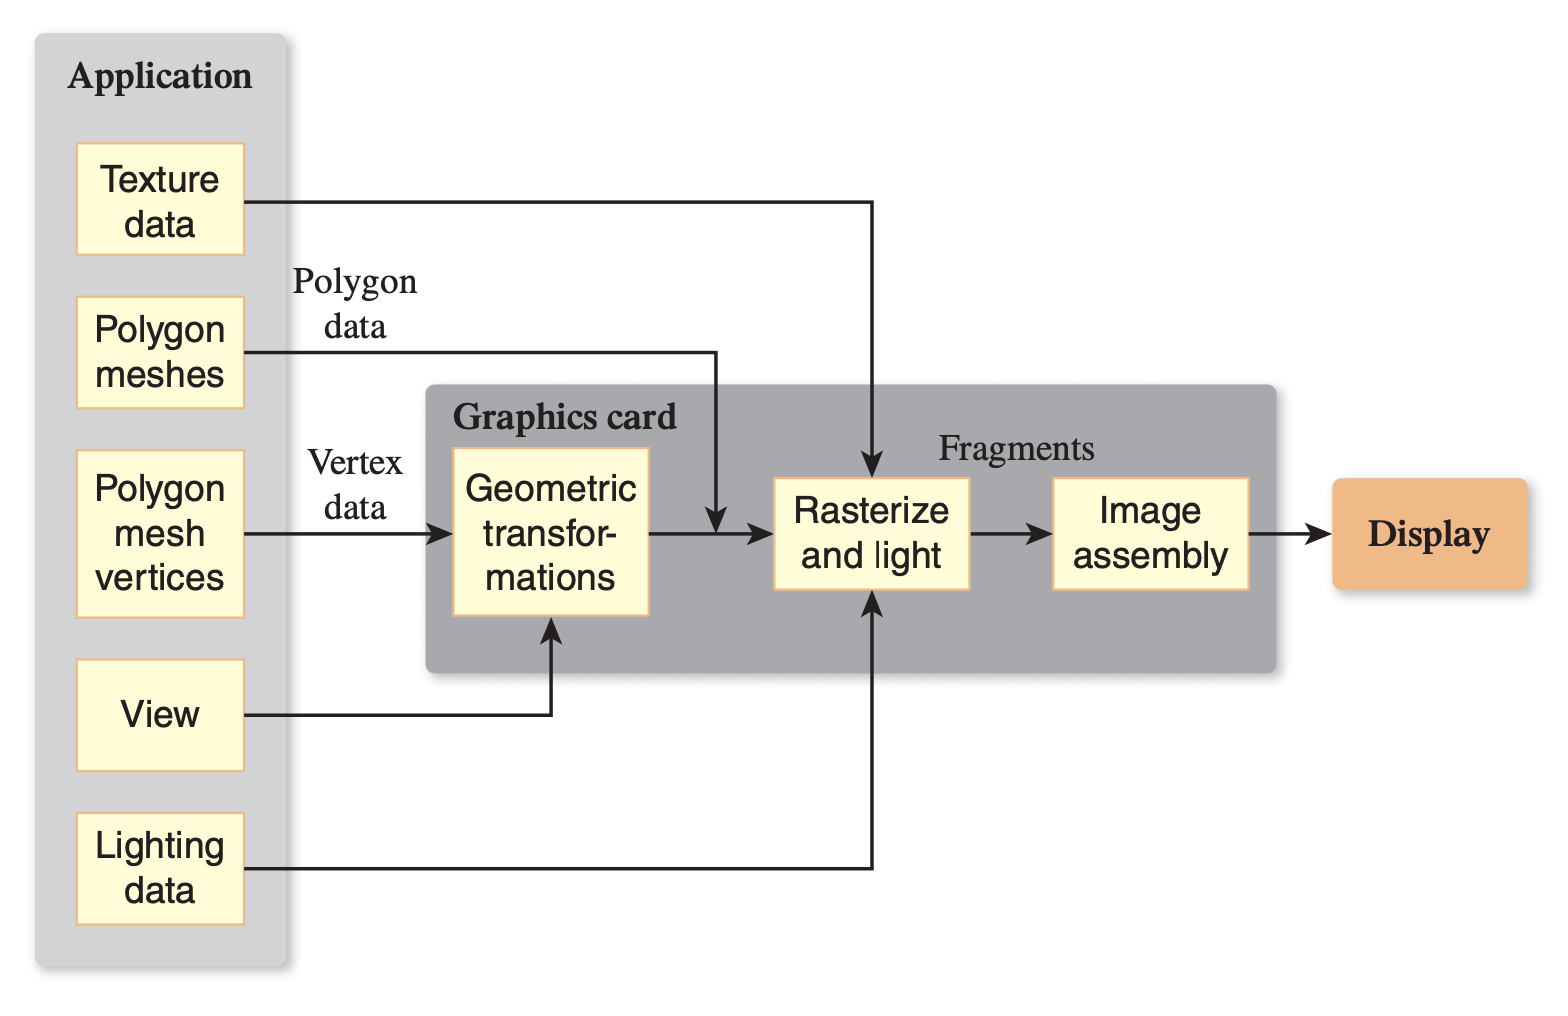 Application
Texture
data
Polygon
data
Polygon
meshes
Graphics card
Vertex
data
Polygon
mesh
vertices
Geometric
transfor-
mations
Fragments
Rasterize
and light
Image
assembly
Display
View
Lighting
data